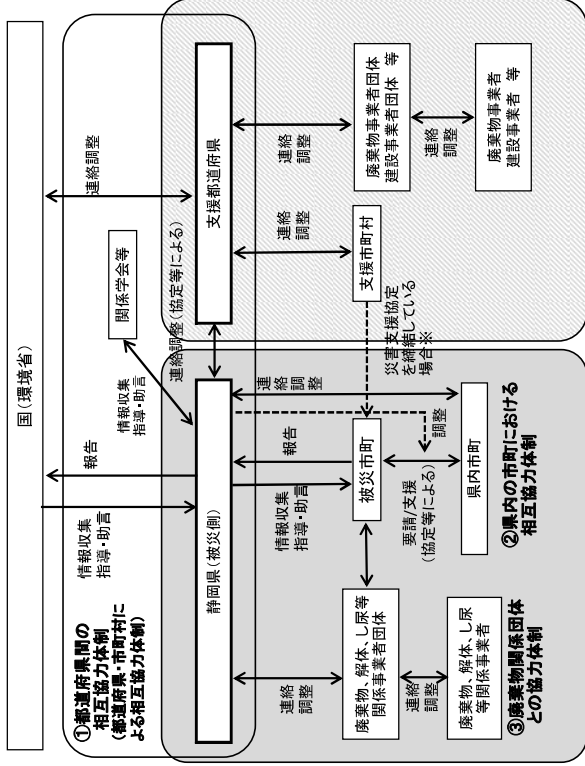 国(環境省)
情報収集
指導・助言
報告
連絡調整
①都道府県間の
相互協力体制
(都道府県・市町村に
よる相互協力体制)
情報収集
指導・助言
関係学会等
静岡県(被災側)
連絡調整(協定等による)
支援都道府県
連絡
調整
情報収集
指導・助言
報告
連絡
調整
連絡
調整
連絡
調整
廃棄物、解体、し尿等
関係事業者団体
被災市町
災害支援協定
を締結している
場合※
支援市町村
廃棄物事業者団体
建設事業者団体 等
連絡
調整
要請/支援
(協定等による)
調整
連絡
調整
廃棄物、解体、し尿
等関係事業者
県内市町
廃棄物事業者
建設事業者 等
③廃棄物関係団体
との協力体制
②県内の市町における
相互協力体制